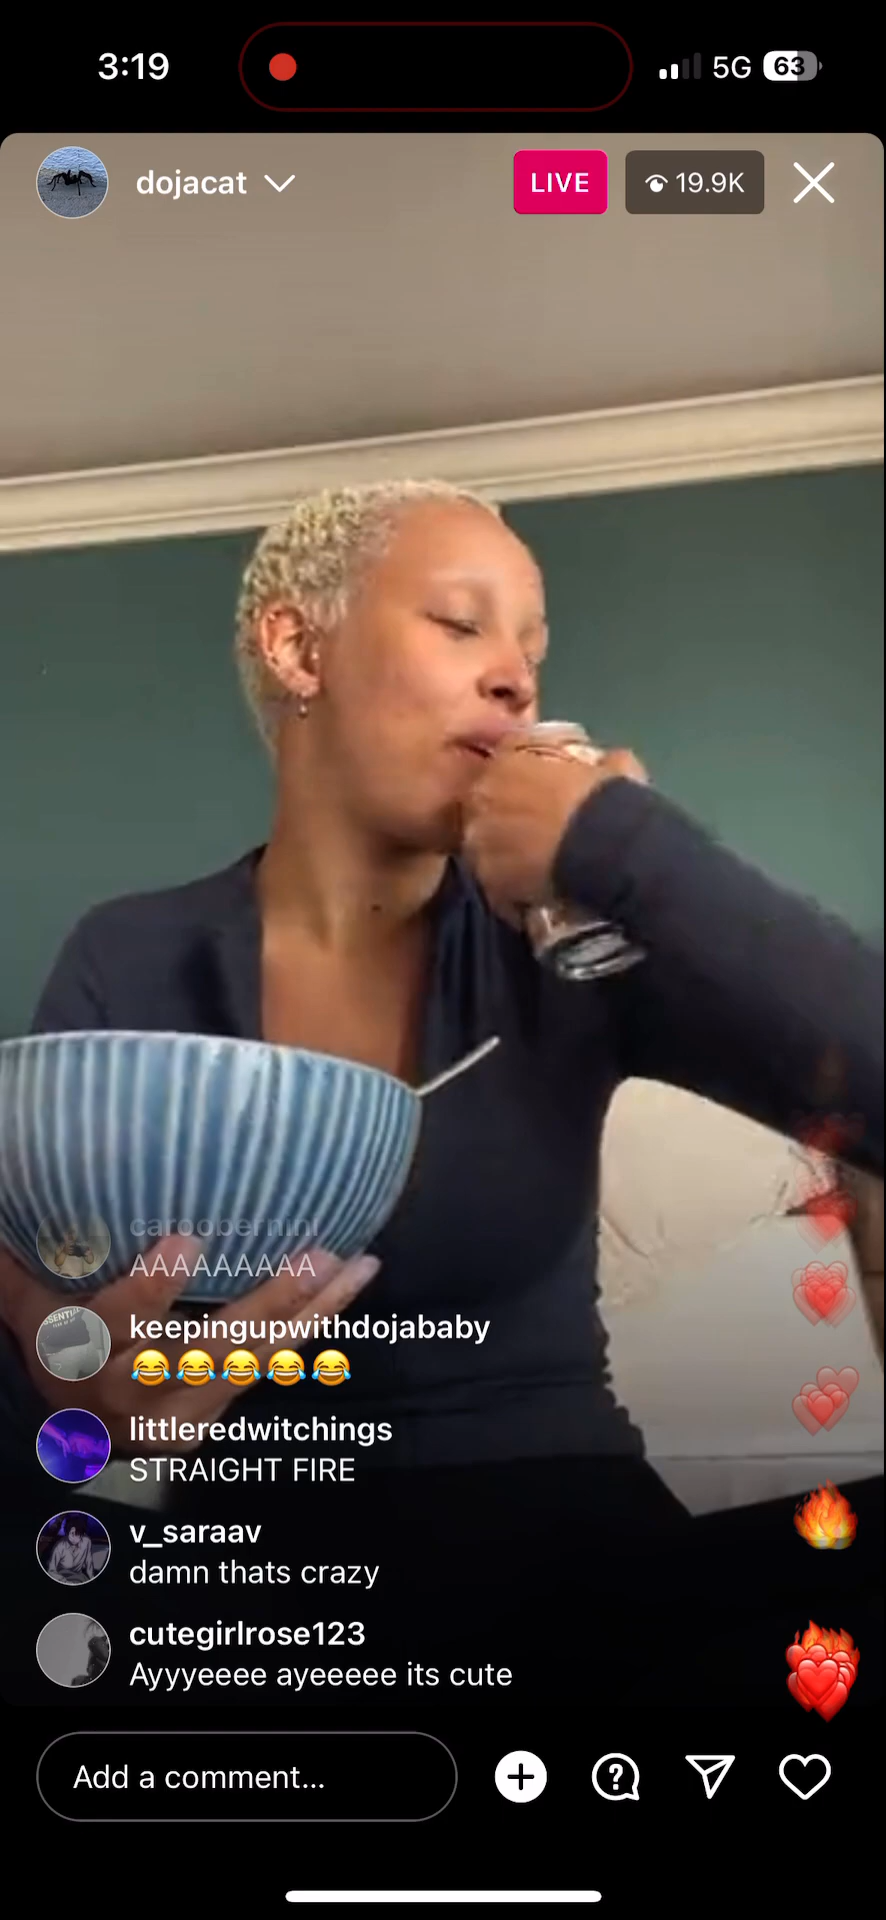 3:19
5G
63
dojacat
LIVE
19.9K
caroobernini
AAAAAAAAA
keepingupwithdojababy
😂😂😂😂😂
littleredwitchings
STRAIGHT FIRE
v_saraav
damn thats crazy
cutegirlrose123
Ayyyeeee ayeeeee its cute
Add a comment...